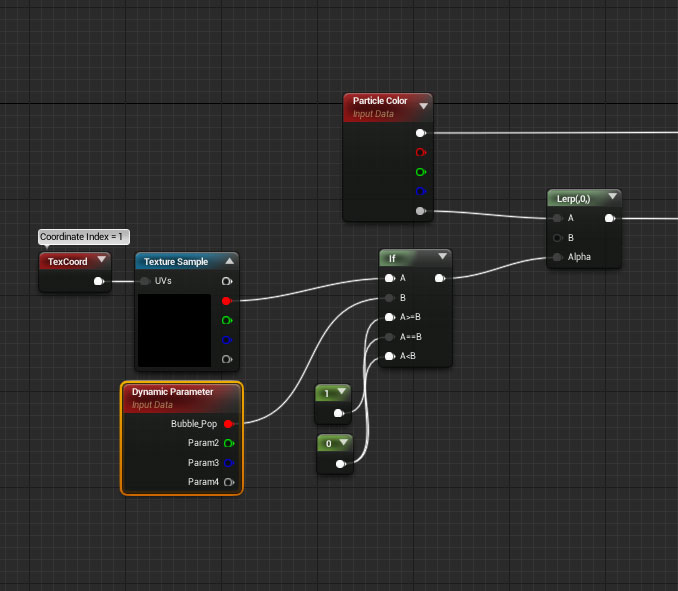 Particle Color
Input Data
Lerp(,0,)
A
B
Alpha
Coordinate Index = 1
TexCoord
Texture Sample
UVs
If
A
B
A>=B
A==B
A<B
Dynamic Parameter
Input Data
Bubble_Pop
Param2
Param3
Param4
1
0